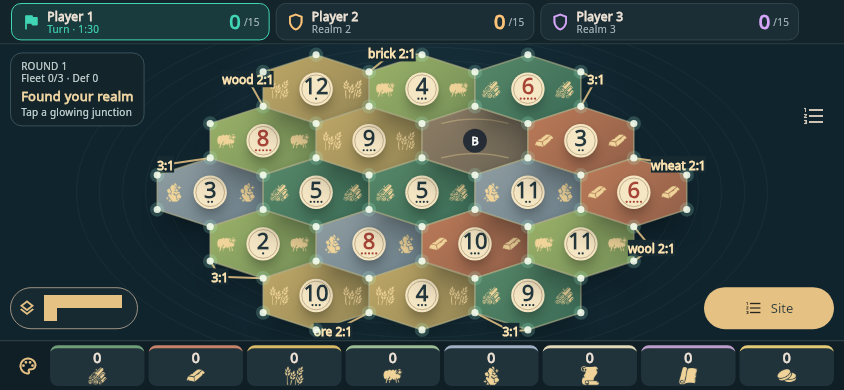 Player 1
Turn · 1:30
0 /15
Player 2
Realm 2
0 /15
Player 3
Realm 3
0 /15
ROUND 1
Fleet 0/3 · Def 0
Found your realm
Tap a glowing junction
brick 2:1
wood 2:1
3:1
12
4
6
8
9
B
3
3:1
wheat 2:1
3
5
5
11
6
2
8
10
11
wool 2:1
3:1
10
4
9
ore 2:1
3:1
Site
0
0
0
0
0
0
0
0